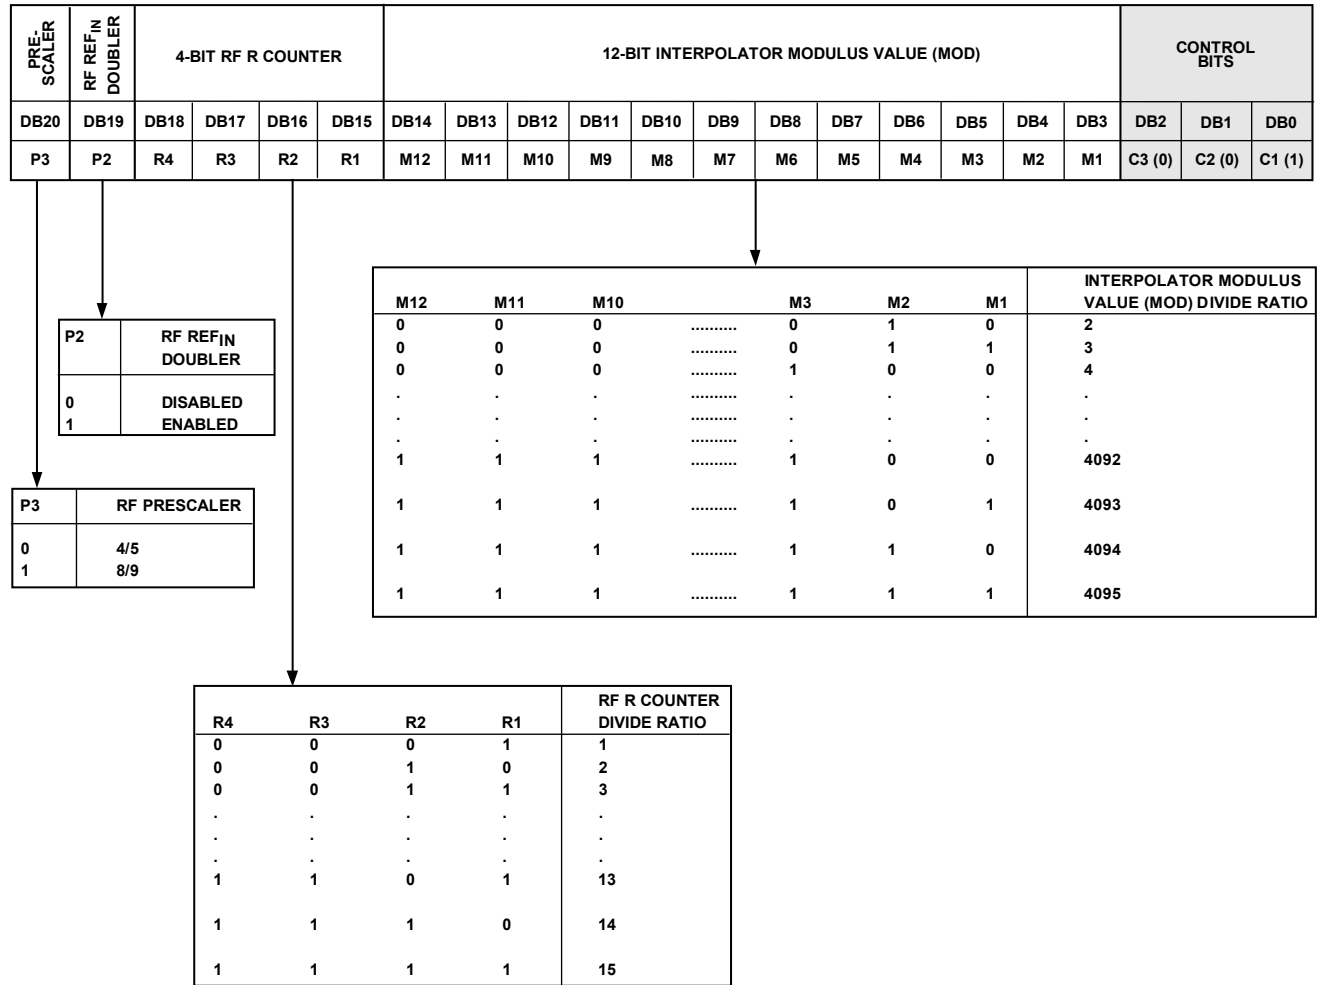 PRE-
SCALER
RF REFIN
DOUBLER
4-BIT RF R COUNTER
12-BIT INTERPOLATOR MODULUS VALUE (MOD)
CONTROL
BITS
DB20 DB19 DB18 DB17 DB16 DB15 DB14 DB13 DB12 DB11 DB10 DB9 DB8 DB7 DB6 DB5 DB4 DB3 DB2 DB1 DB0
P3 P2 R4 R3 R2 R1 M12 M11 M10 M9 M8 M7 M6 M5 M4 M3 M2 M1 C3 (0) C2 (0) C1 (1)
INTERPOLATOR MODULUS
M12 M11 M10 M3 M2 M1 VALUE (MOD) DIVIDE RATIO
0 0 0 .......... 0 1 0 2
0 0 0 .......... 0 1 1 3
0 0 0 .......... 1 0 0 4
. . . .......... . . . .
. . . .......... . . . .
. . . .......... . . . .
1 1 1 .......... 1 0 0 4092
1 1 1 .......... 1 0 1 4093
1 1 1 .......... 1 1 0 4094
1 1 1 .......... 1 1 1 4095
P2 RF REFIN
DOUBLER
0 DISABLED
1 ENABLED
P3 RF PRESCALER
0 4/5
1 8/9
RF R COUNTER
R4 R3 R2 R1 DIVIDE RATIO
0 0 0 1 1
0 0 1 0 2
0 0 1 1 3
. . . . .
. . . . .
. . . . .
1 1 0 1 13
1 1 1 0 14
1 1 1 1 15